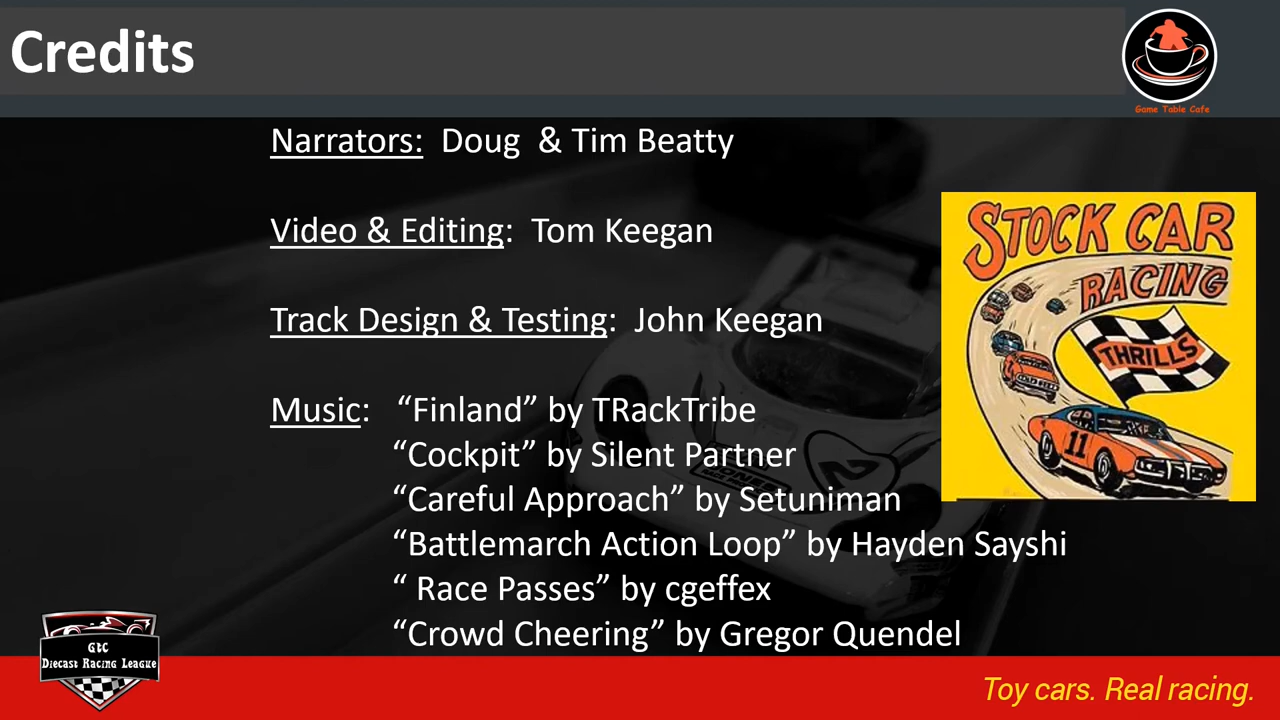 Credits
Game Table Cafe
Narrators: Doug & Tim Beatty
Video & Editing: Tom Keegan
STOCK CAR
RACING
THRILLS
11
Track Design & Testing: John Keegan
Music: “Finland” by TRackTribe
“Cockpit” by Silent Partner
“Careful Approach” by Setuniman
“Battlemarch Action Loop” by Hayden Sayshi
“ Race Passes” by cgeffex
“Crowd Cheering” by Gregor Quendel
2
GtC
Diecast Racing League
Toy cars. Real racing.